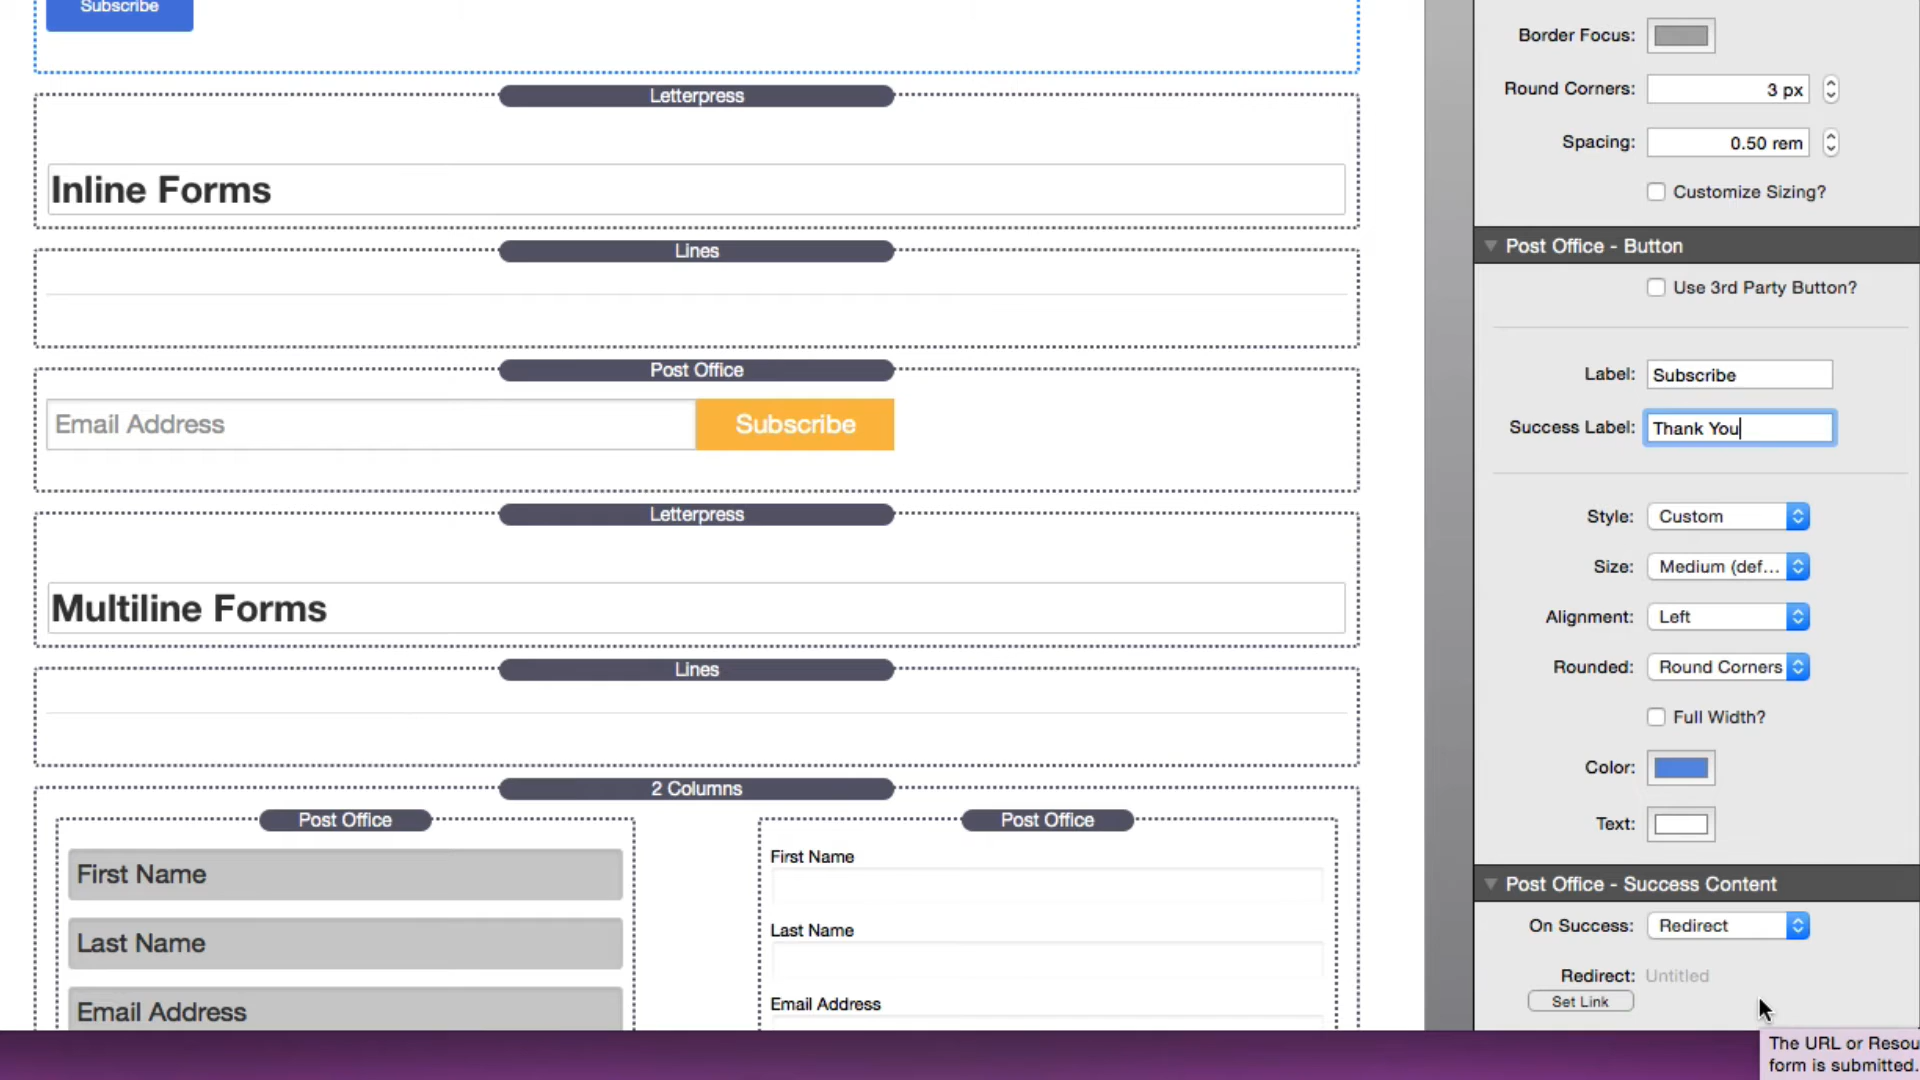 Subscribe
Letterpress
Inline Forms
Lines
Post Office
Email Address
Subscribe
Letterpress
Multiline Forms
Lines
2 Columns
Post Office
First Name
Last Name
Email Address
Post Office
First Name
Last Name
Email Address
Border Focus:
Round Corners: 3 px
Spacing: 0.50 rem
Customize Sizing?
Post Office - Button
Use 3rd Party Button?
Label: Subscribe
Success Label: Thank You
Style: Custom
Size: Medium (def...
Alignment: Left
Rounded: Round Corners
Full Width?
Color:
Text:
Post Office - Success Content
On Success: Redirect
Redirect: Untitled
Set Link
The URL or Resou
form is submitted.